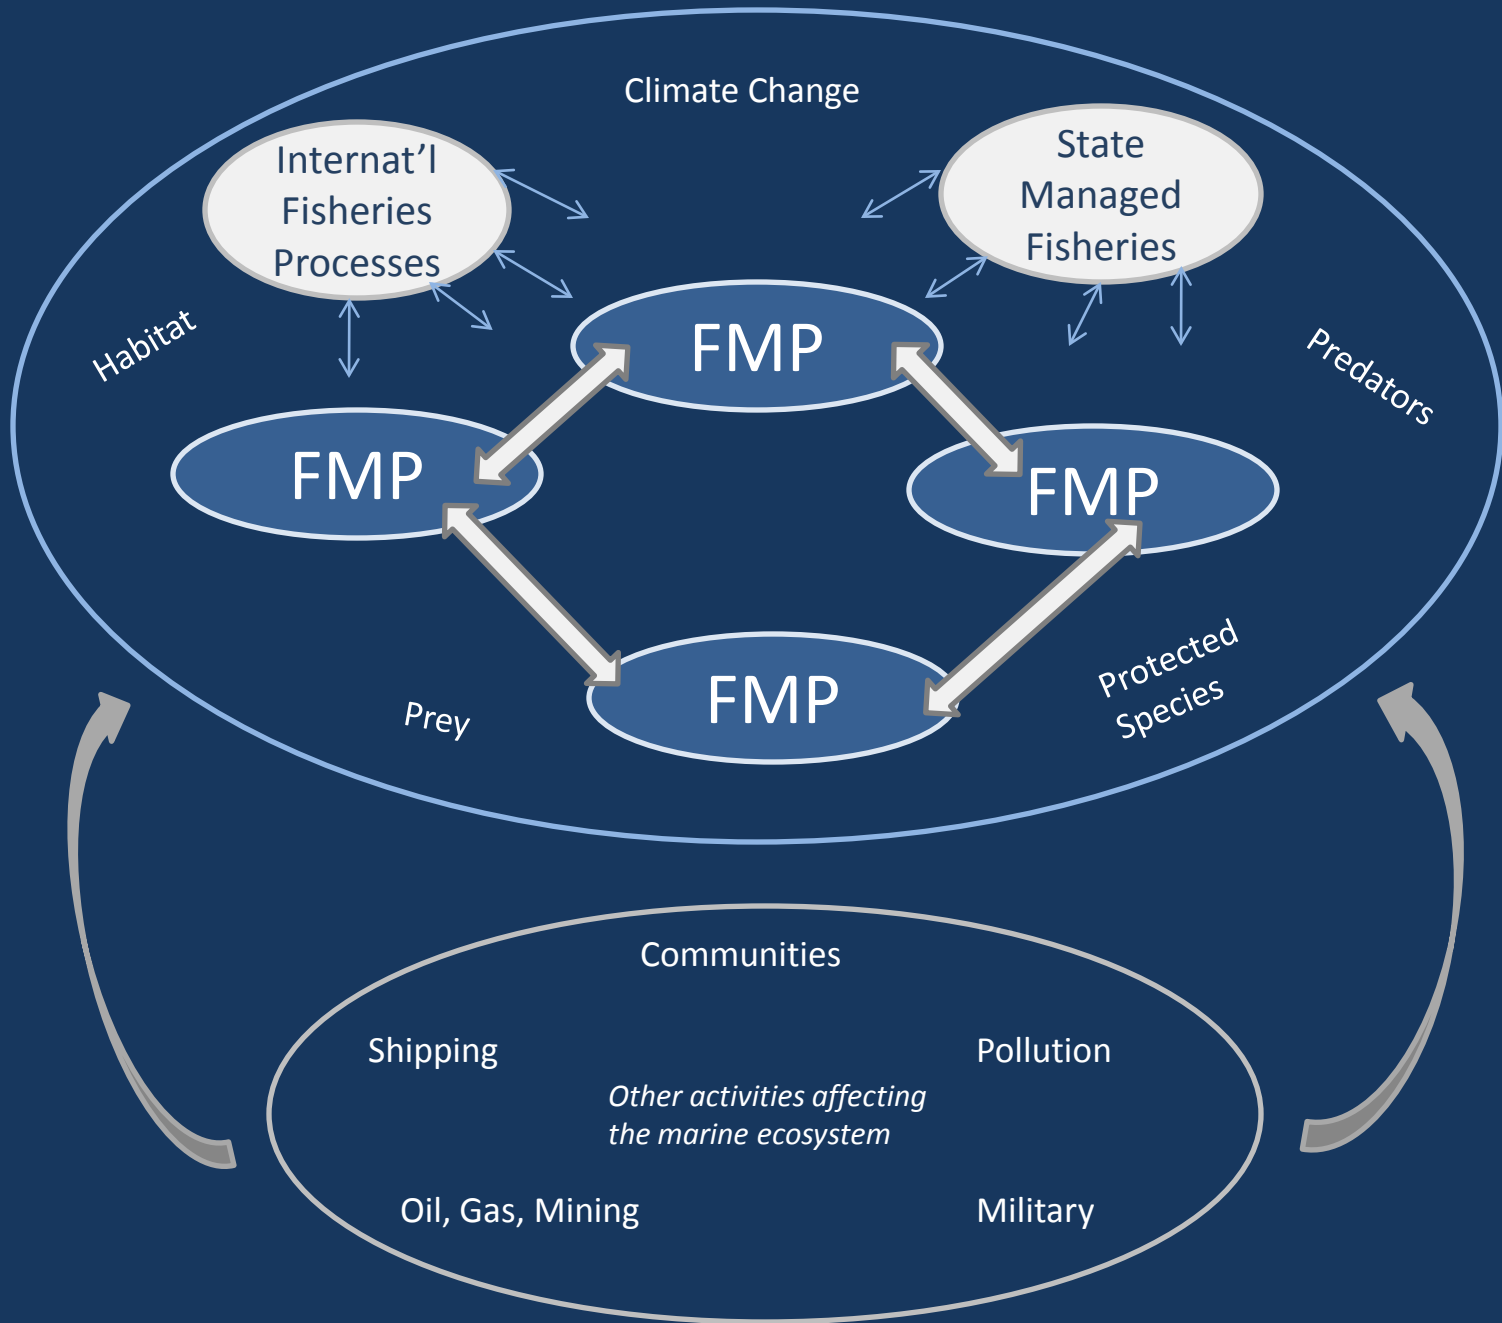 Climate Change
Internat'l
Fisheries
Processes
State
Managed
Fisheries
Habitat
Predators
FMP
FMP
FMP
FMP
Prey
Protected
Species
Communities
Shipping
Pollution
Other activities affecting
the marine ecosystem
Oil, Gas, Mining
Military